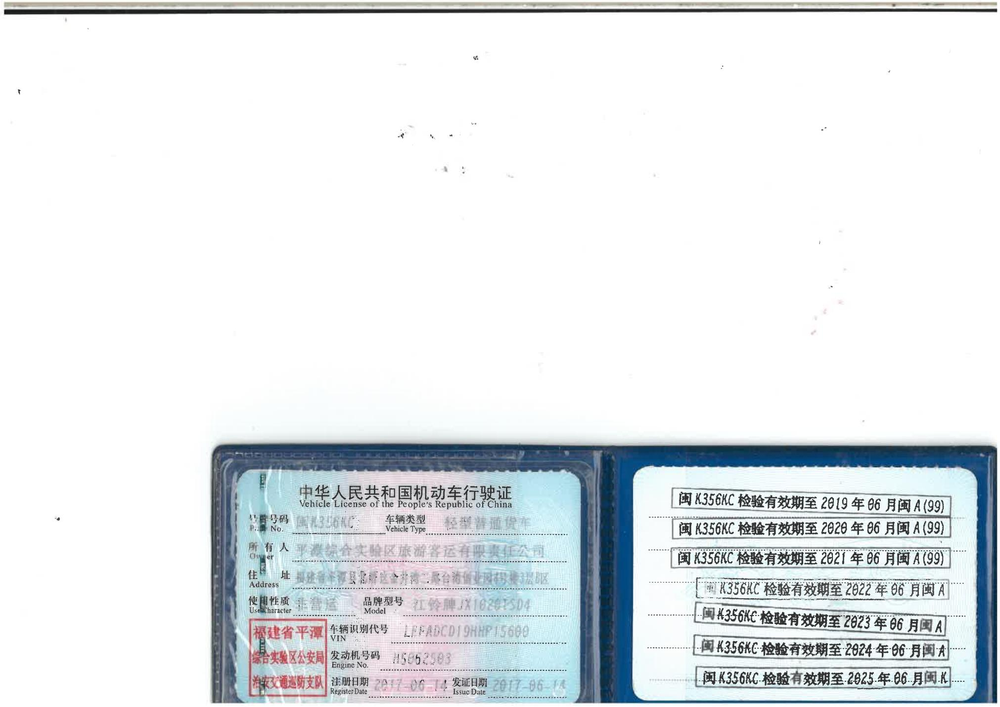 中华人民共和国机动车行驶证
Vehicle License of the People's Republic of China
号码 闽K356KC 车辆类型 轻型普通货车
No. Vehicle Type
所有人 平潭综合实验区旅游客运有限责任公司
住址 福建省平潭县北厝区金井湾二路台湾创业园4号楼3层B区
Address
使用性质 非营运 品牌型号 江铃牌JX1020TSD4
Use Character Model
福建省平潭
综合实验区公安局
治安交通巡防支队
车辆识别代号
VIN
发动机号码 H5062503
Engine No.
注册日期 2017-06-14 发证日期 2017-06-14
Register Date Issue Date
闽K356KC 检验有效期至 2019 年 06 月闽 A(99)
闽K356KC 检验有效期至 2020 年 06 月闽 A(99)
闽K356KC 检验有效期至 2021 年 06 月闽 A(99)
闽K356KC 检验有效期至 2022 年 06 月闽 A
闽K356KC 检验有效期至 2023 年 06 月闽 A
闽K356KC 检验有效期至 2024 年 06 月闽 A
闽K356KC 检验有效期至 2025 年 06 月闽 K